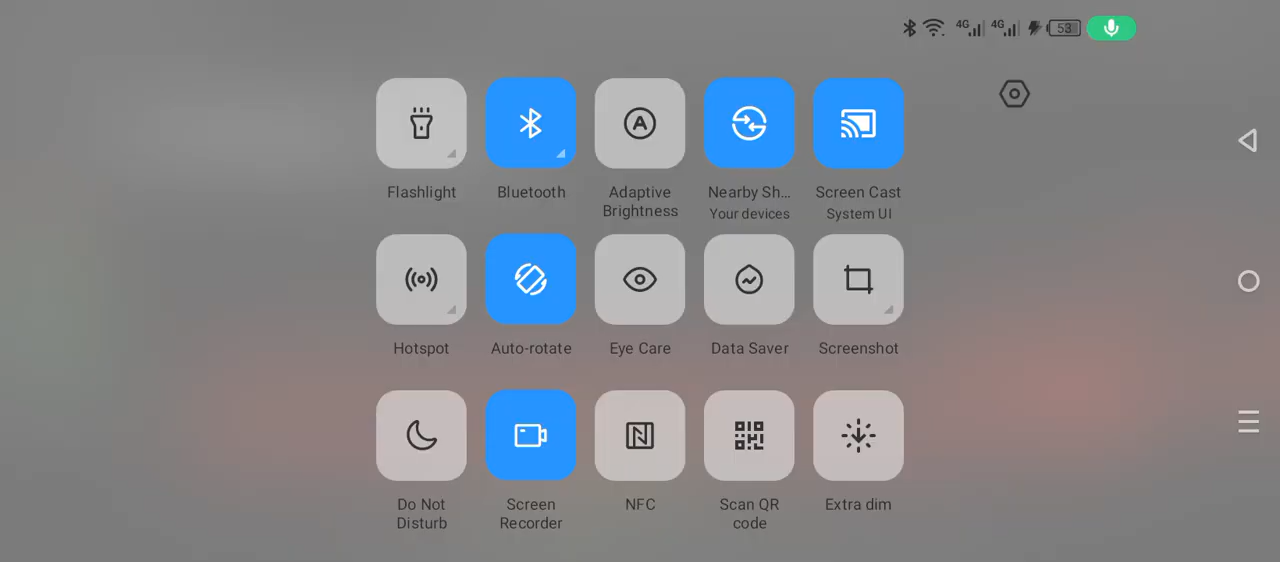 4G 4G 53
Flashlight Bluetooth Adaptive Brightness Nearby Sh... Your devices Screen Cast System UI
Hotspot Auto-rotate Eye Care Data Saver Screenshot
Do Not Disturb Screen Recorder NFC Scan QR code Extra dim